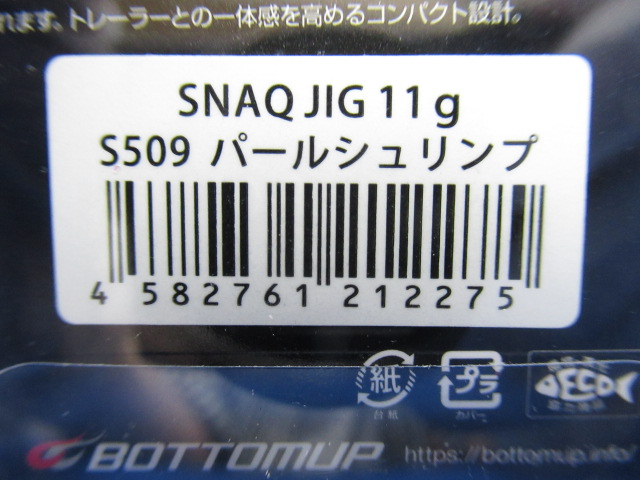 れます。トレーラーとの一体感を高めるコンパクト設計。
SNAQ JIG 11g
S509 パールシュリンプ
4 582761 212275
紙 プラ ECO
台紙 カバー
BOTTOMUP https://bottomup.info/